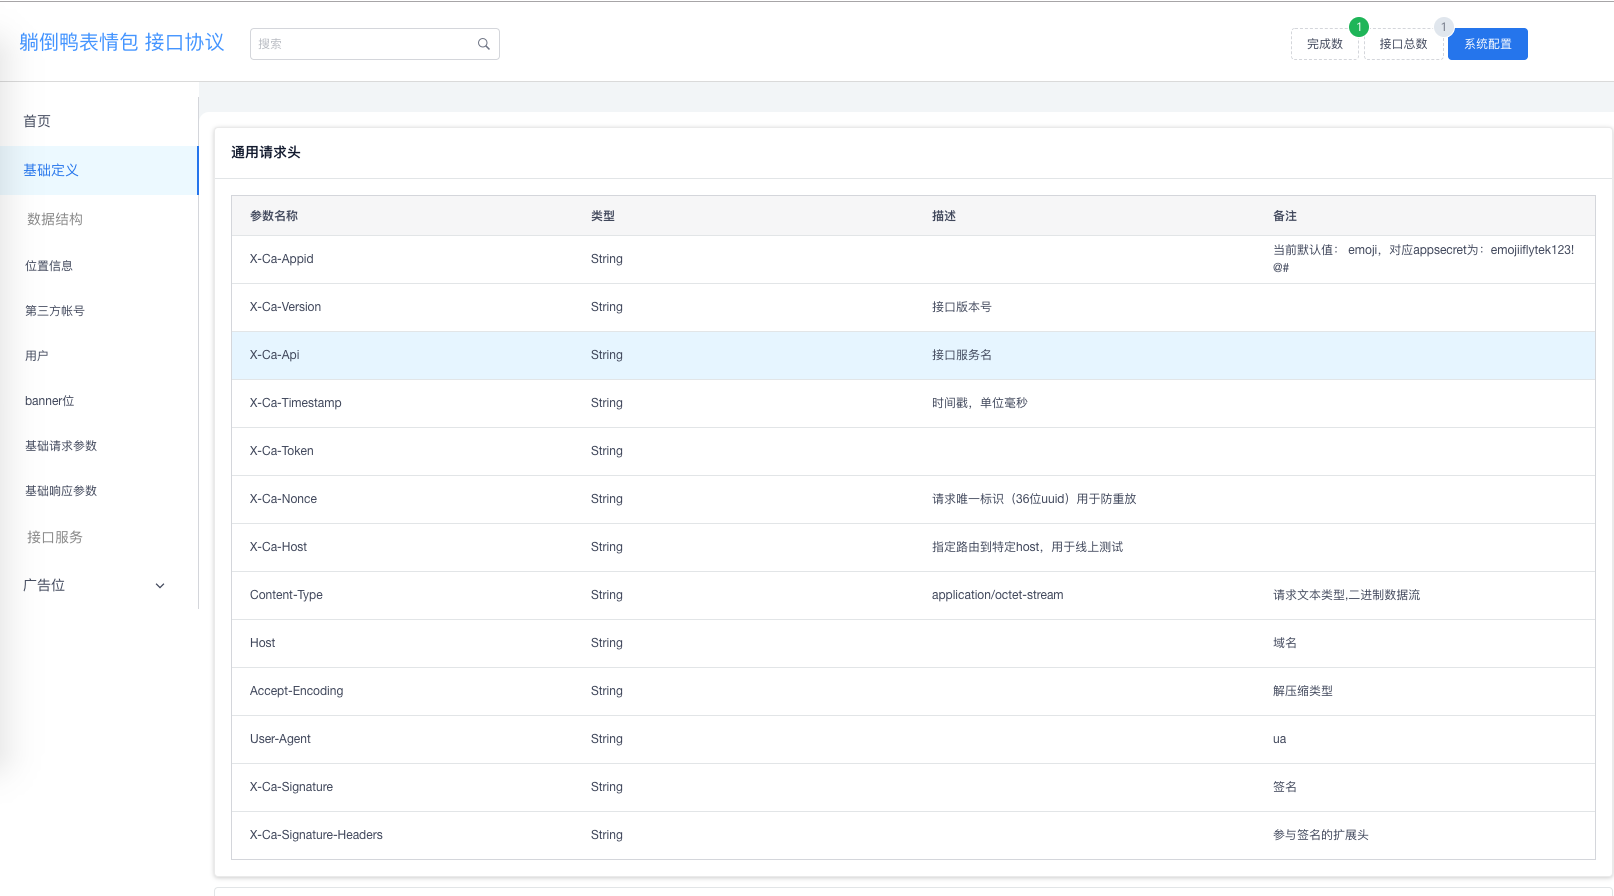 躺倒鸭表情包 接口协议
搜索
完成数
1
接口总数
1
系统配置
首页
基础定义
数据结构
位置信息
第三方帐号
用户
banner位
基础请求参数
基础响应参数
接口服务
广告位
通用请求头
参数名称 类型 描述 备注
X-Ca-Appid String 当前默认值： emoji，对应appsecret为：emojiiflytek123!
@#
X-Ca-Version String 接口版本号
X-Ca-Api String 接口服务名
X-Ca-Timestamp String 时间戳，单位毫秒
X-Ca-Token String
X-Ca-Nonce String 请求唯一标识（36位uuid）用于防重放
X-Ca-Host String 指定路由到特定host，用于线上测试
Content-Type String application/octet-stream 请求文本类型,二进制数据流
Host String 域名
Accept-Encoding String 解压缩类型
User-Agent String ua
X-Ca-Signature String 签名
X-Ca-Signature-Headers String 参与签名的扩展头